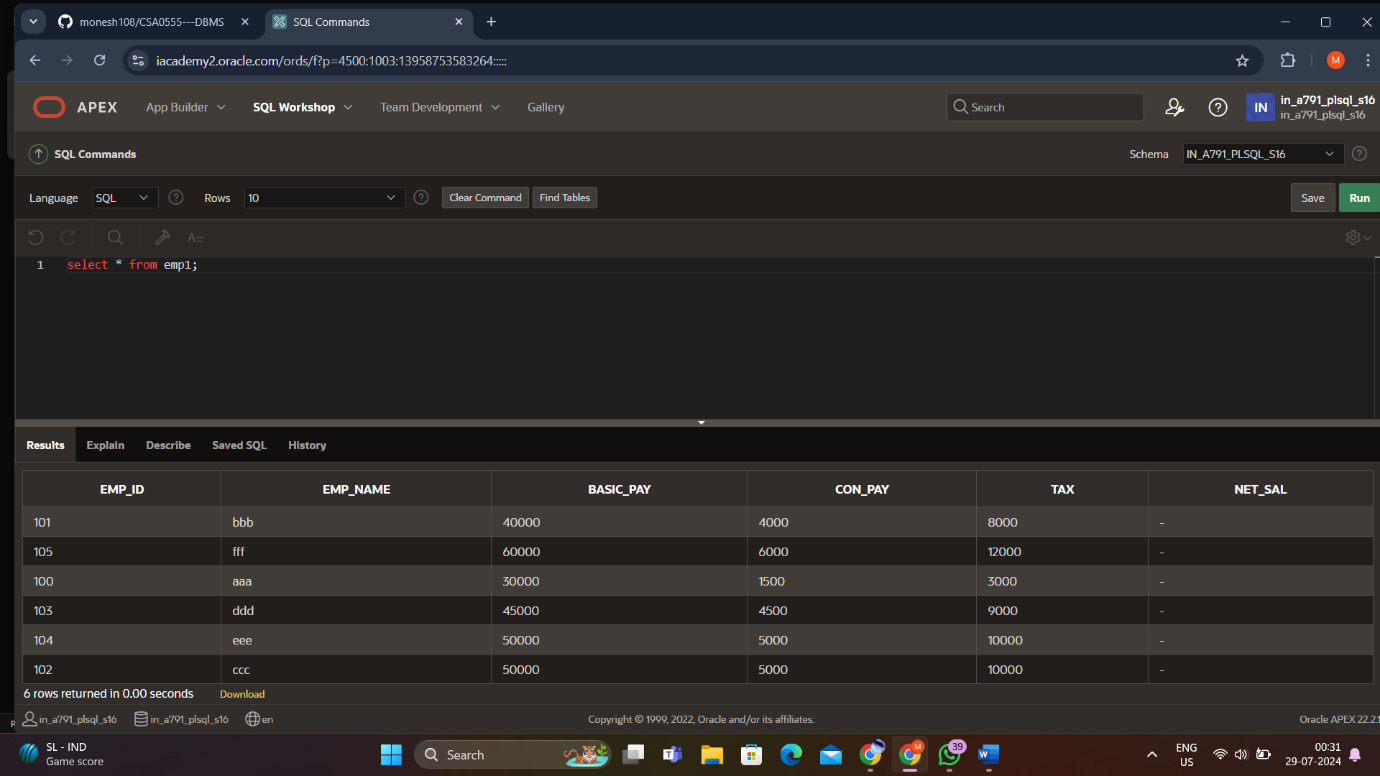 monesh108/CSA0555---DBMS
SQL Commands
iacademy2.oracle.com/ords/f?p=4500:1003:13958753583264:::::
M
APEX App Builder SQL Workshop Team Development Gallery Search IN in_a791_plsql_s16
in_a791_plsql_s16
SQL Commands Schema IN_A791_PLSQL_S16
Language SQL Rows 10 Clear Command Find Tables Save Run
1 select * from emp1;
Results Explain Describe Saved SQL History
EMP_ID EMP_NAME BASIC_PAY CON_PAY TAX NET_SAL
101 bbb 40000 4000 8000 -
105 fff 60000 6000 12000 -
100 aaa 30000 1500 3000 -
103 ddd 45000 4500 9000 -
104 eee 50000 5000 10000 -
102 ccc 50000 5000 10000 -
6 rows returned in 0.00 seconds Download
in_a791_plsql_s16 in_a791_plsql_s16 en Copyright © 1999, 2022, Oracle and/or its affiliates. Oracle APEX 22.2.1
SL - IND
Game score
Search
M
39
ENG
US
00:31
29-07-2024